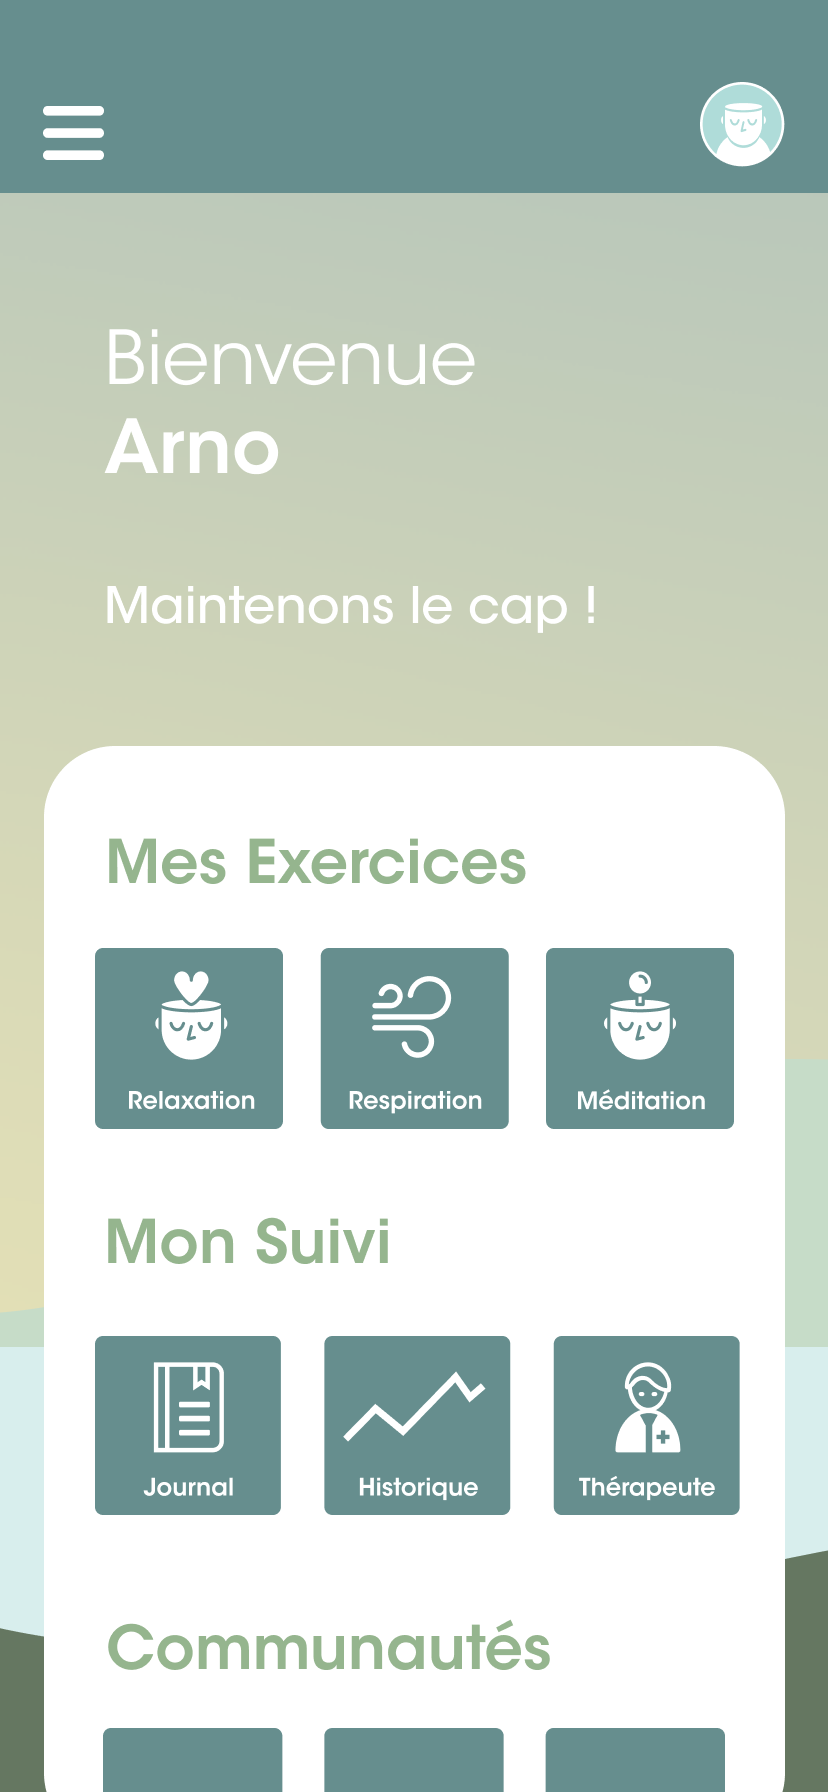 Bienvenue
Arno
Maintenons le cap !
Mes Exercices
Relaxation
Respiration
Méditation
Mon Suivi
Journal
Historique
Thérapeute
Communautés